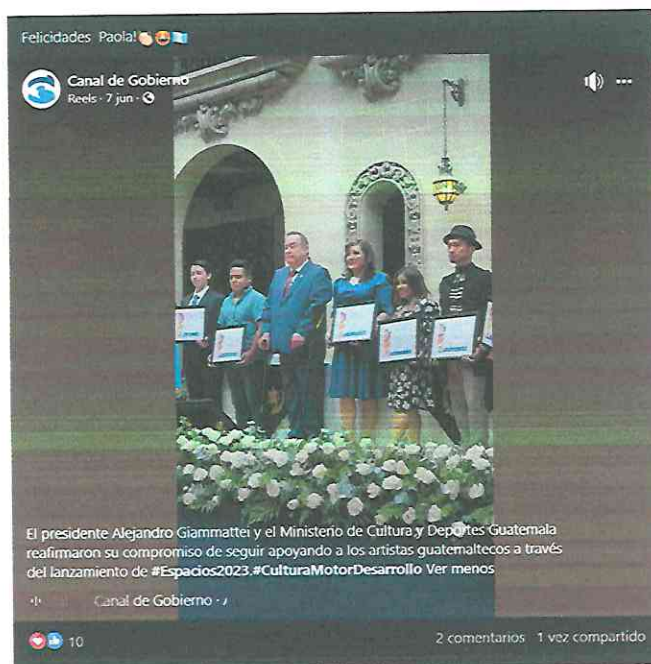 Felicidades Paola!👏🤩🇬🇹
Canal de Gobierno
Reels · 7 jun ·
El presidente Alejandro Giammattei y el Ministerio de Cultura y Deportes Guatemala
reafirmaron su compromiso de seguir apoyando a los artistas guatemaltecos a través
del lanzamiento de #Espacios2023,#CulturaMotorDesarrollo Ver menos
Canal de Gobierno ·
10
2 comentarios 1 vez compartido